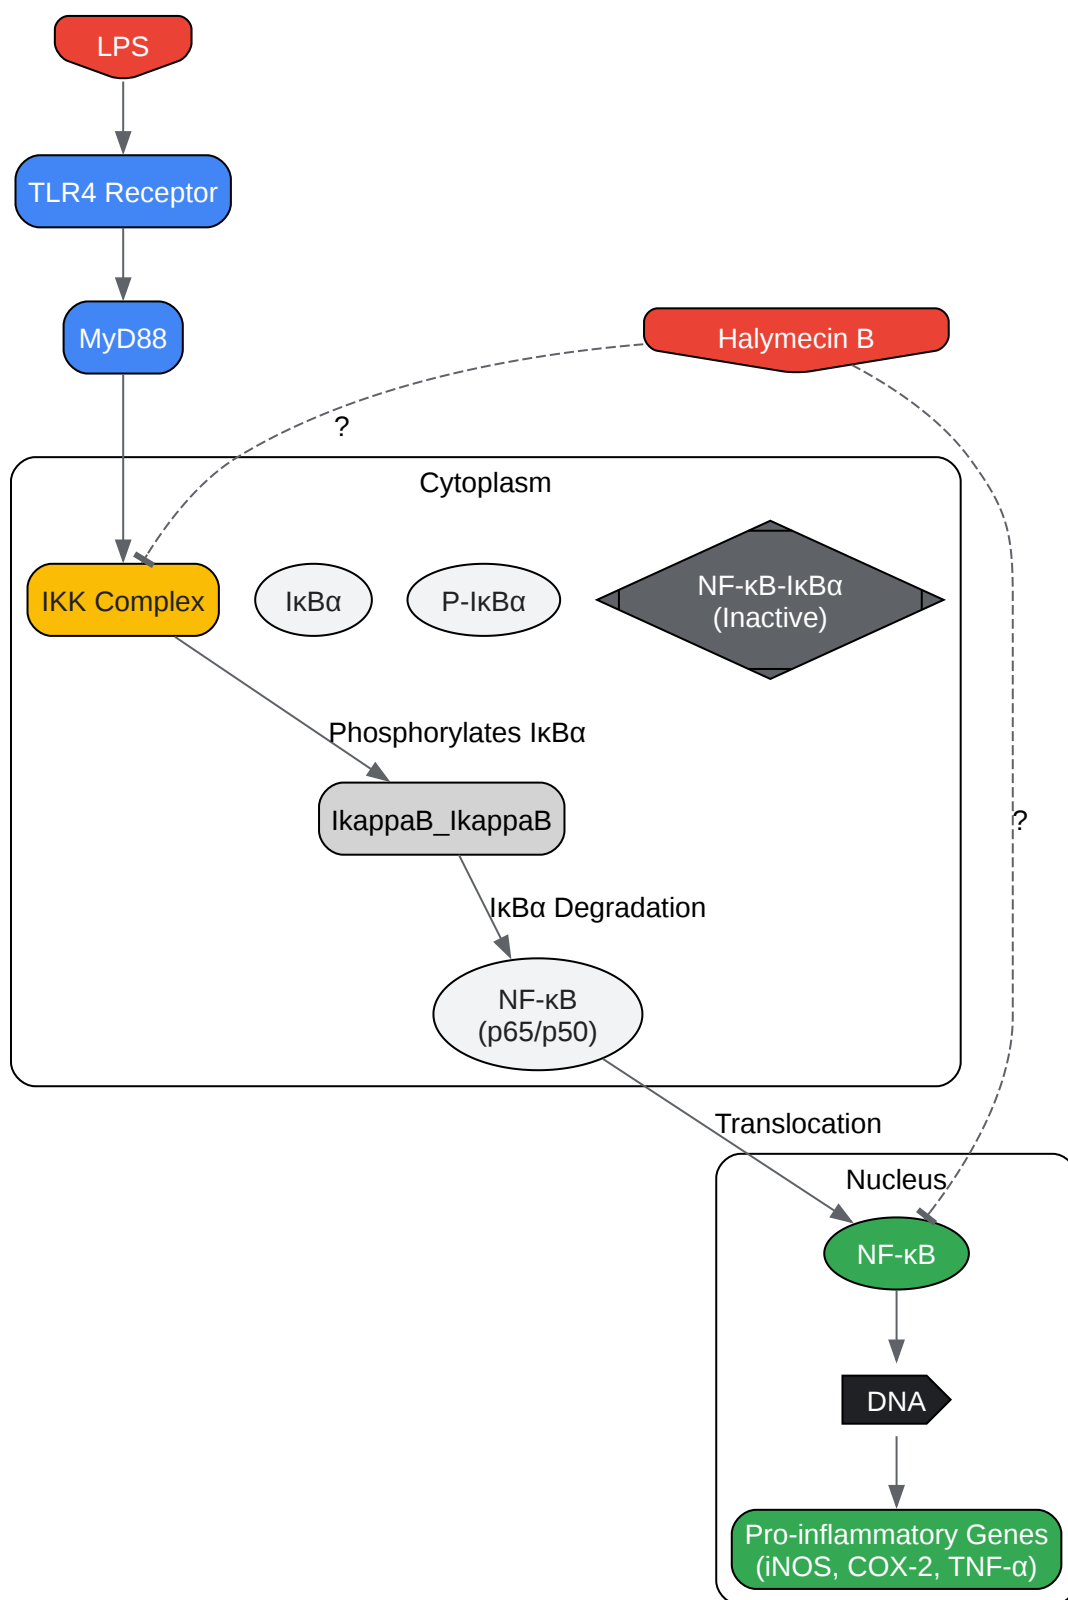 LPS
TLR4 Receptor
MyD88
Halymecin B
?
Cytoplasm
IKK Complex
IκBα
P-IκBα
NF-κB-IκBα
(Inactive)
Phosphorylates IκBα
IkappaB_IkappaB
?
IκBα Degradation
NF-κB
(p65/p50)
Translocation
Nucleus
NF-κB
DNA
Pro-inflammatory Genes
(iNOS, COX-2, TNF-α)